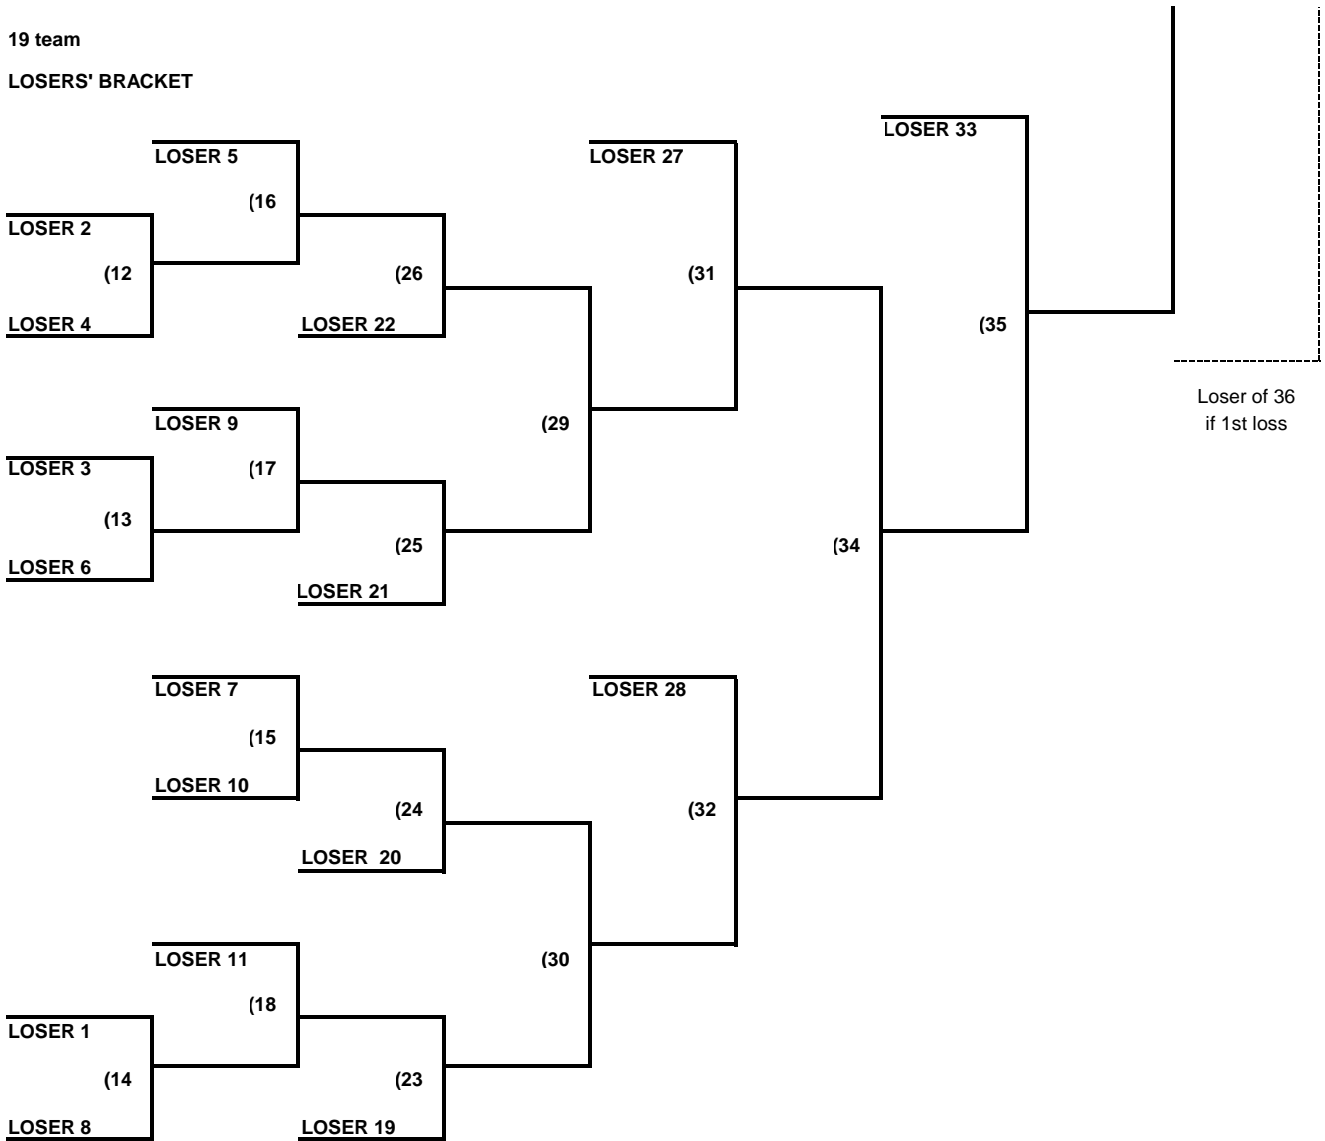 19 team
LOSERS' BRACKET
LOSER 33
LOSER 5
LOSER 27
(16
LOSER 2
(12
(26
(31
LOSER 4
LOSER 22
(35
Loser of 36
if 1st loss
LOSER 9
(29
LOSER 3
(17
(13
(25
(34
LOSER 6
LOSER 21
LOSER 7
LOSER 28
(15
LOSER 10
(24
(32
LOSER 20
LOSER 11
(30
(18
LOSER 1
(14
(23
LOSER 8
LOSER 19